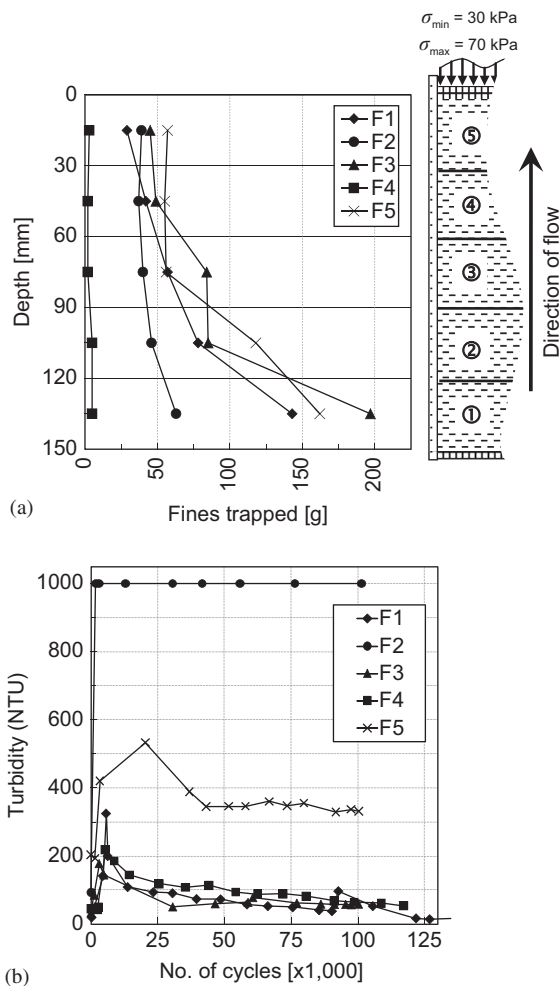 σmin = 30 kPa
σmax = 70 kPa
0
30
60
90
120
150
Depth [mm]
F1
F2
F3
F4
F5
0
50
100
150
200
Fines trapped [g]
⑤
④
③
②
①
Direction of flow
(a)
1000
800
600
400
200
0
Turbidity (NTU)
F1
F2
F3
F4
F5
0
25
50
75
100
125
No. of cycles [x1,000]
(b)